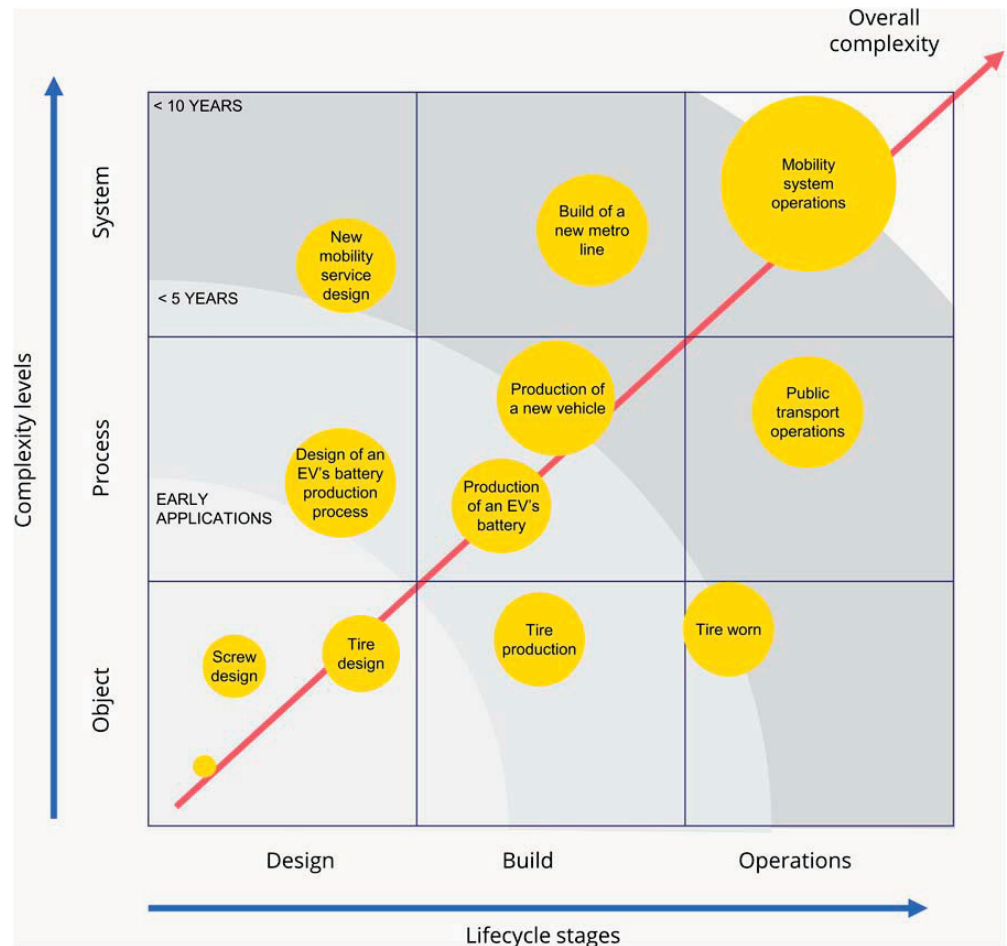 Overall
complexity
< 10 YEARS
Mobility
system
operations
Build of a
new metro
line
New
mobility
service
design
< 5 YEARS
System
Production of
a new vehicle
Public
transport
operations
Design of an
EV's battery
production
process
Production
of an EV's
battery
EARLY
APPLICATIONS
Process
Complexity levels
Tire worn
Tire
production
Tire
design
Screw
design
Object
Design
Build
Operations
Lifecycle stages